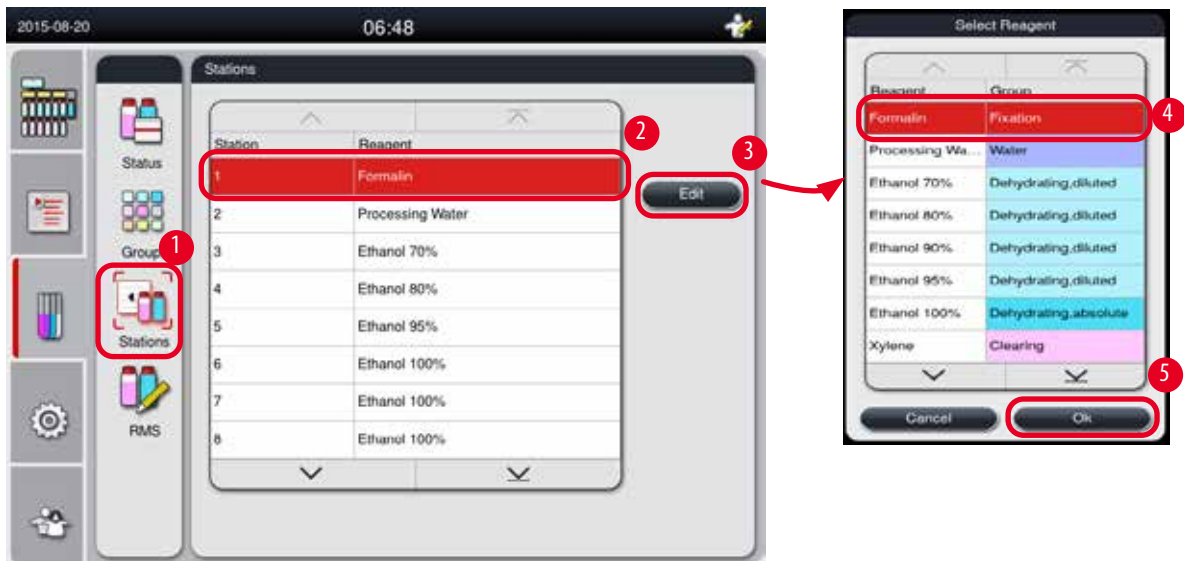 2015-08-20 06:48
Stations
Station Reagent
1 Formalin
2 Processing Water
3 Ethanol 70%
4 Ethanol 80%
5 Ethanol 95%
6 Ethanol 100%
7 Ethanol 100%
8 Ethanol 100%
Status
Group
Stations
RMS
1
2
3
Edit
Select Reagent
Reagent Group
Formalin Fixation
Processing Wa... Water
Ethanol 70% Dehydrating,diluted
Ethanol 80% Dehydrating,diluted
Ethanol 90% Dehydrating,diluted
Ethanol 95% Dehydrating,diluted
Ethanol 100% Dehydrating,absolute
Xylene Clearing
4
5
Cancel Ok